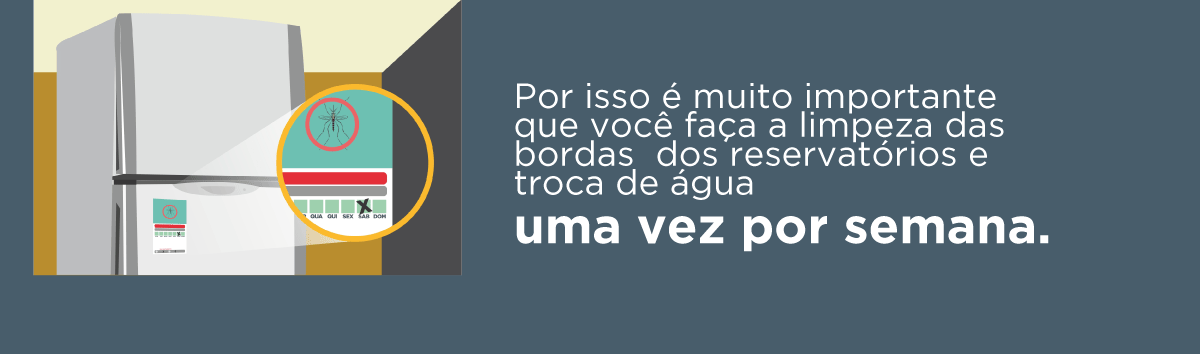 Por isso é muito importante
que você faça a limpeza das
bordas  dos reservatórios e
troca de água
uma vez por semana.
QUA QUI SEX SAB DOM